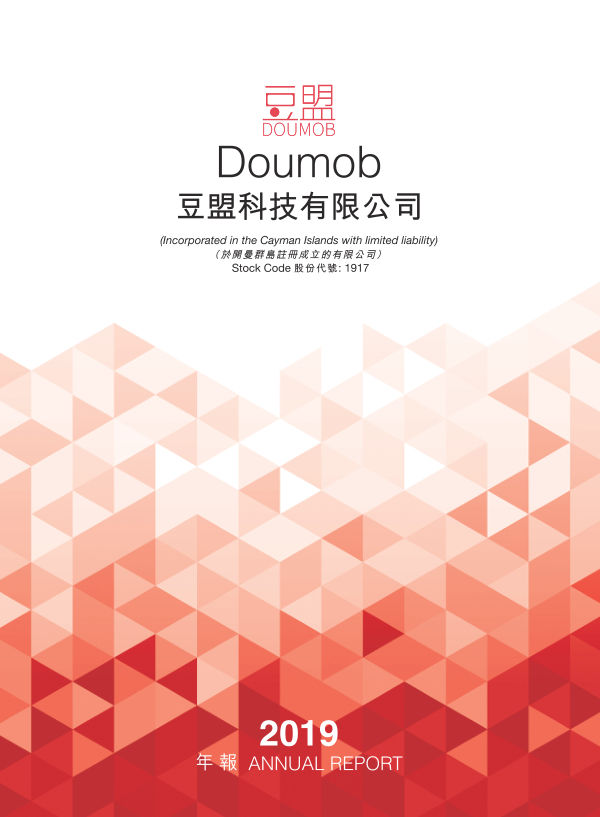 豆盟
DOUMOB
Doumob
豆盟科技有限公司
(Incorporated in the Cayman Islands with limited liability)
（於開曼群島註冊成立的有限公司）
Stock Code 股份代號: 1917
2019
年報 ANNUAL REPORT